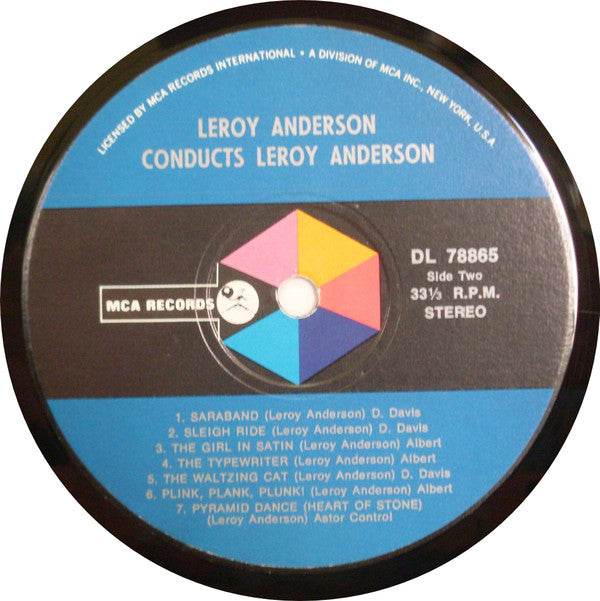 LICENSED BY MCA RECORDS INTERNATIONAL • A DIVISION OF MCA INC., NEW YORK, U.S.A
LEROY ANDERSON
CONDUCTS LEROY ANDERSON
MCA RECORDS
DL 78865
Side Two
33⅓ R.P.M.
STEREO
1. SARABAND (Leroy Anderson) D. Davis
2. SLEIGH RIDE (Leroy Anderson) D. Davis
3. THE GIRL IN SATIN (Leroy Anderson) Albert
4. THE TYPEWRITER (Leroy Anderson) Albert
5. THE WALTZING CAT (Leroy Anderson) D. Davis
6. PLINK, PLANK, PLUNK! (Leroy Anderson) Albert
7. PYRAMID DANCE (HEART OF STONE)
(Leroy Anderson) Astor Control